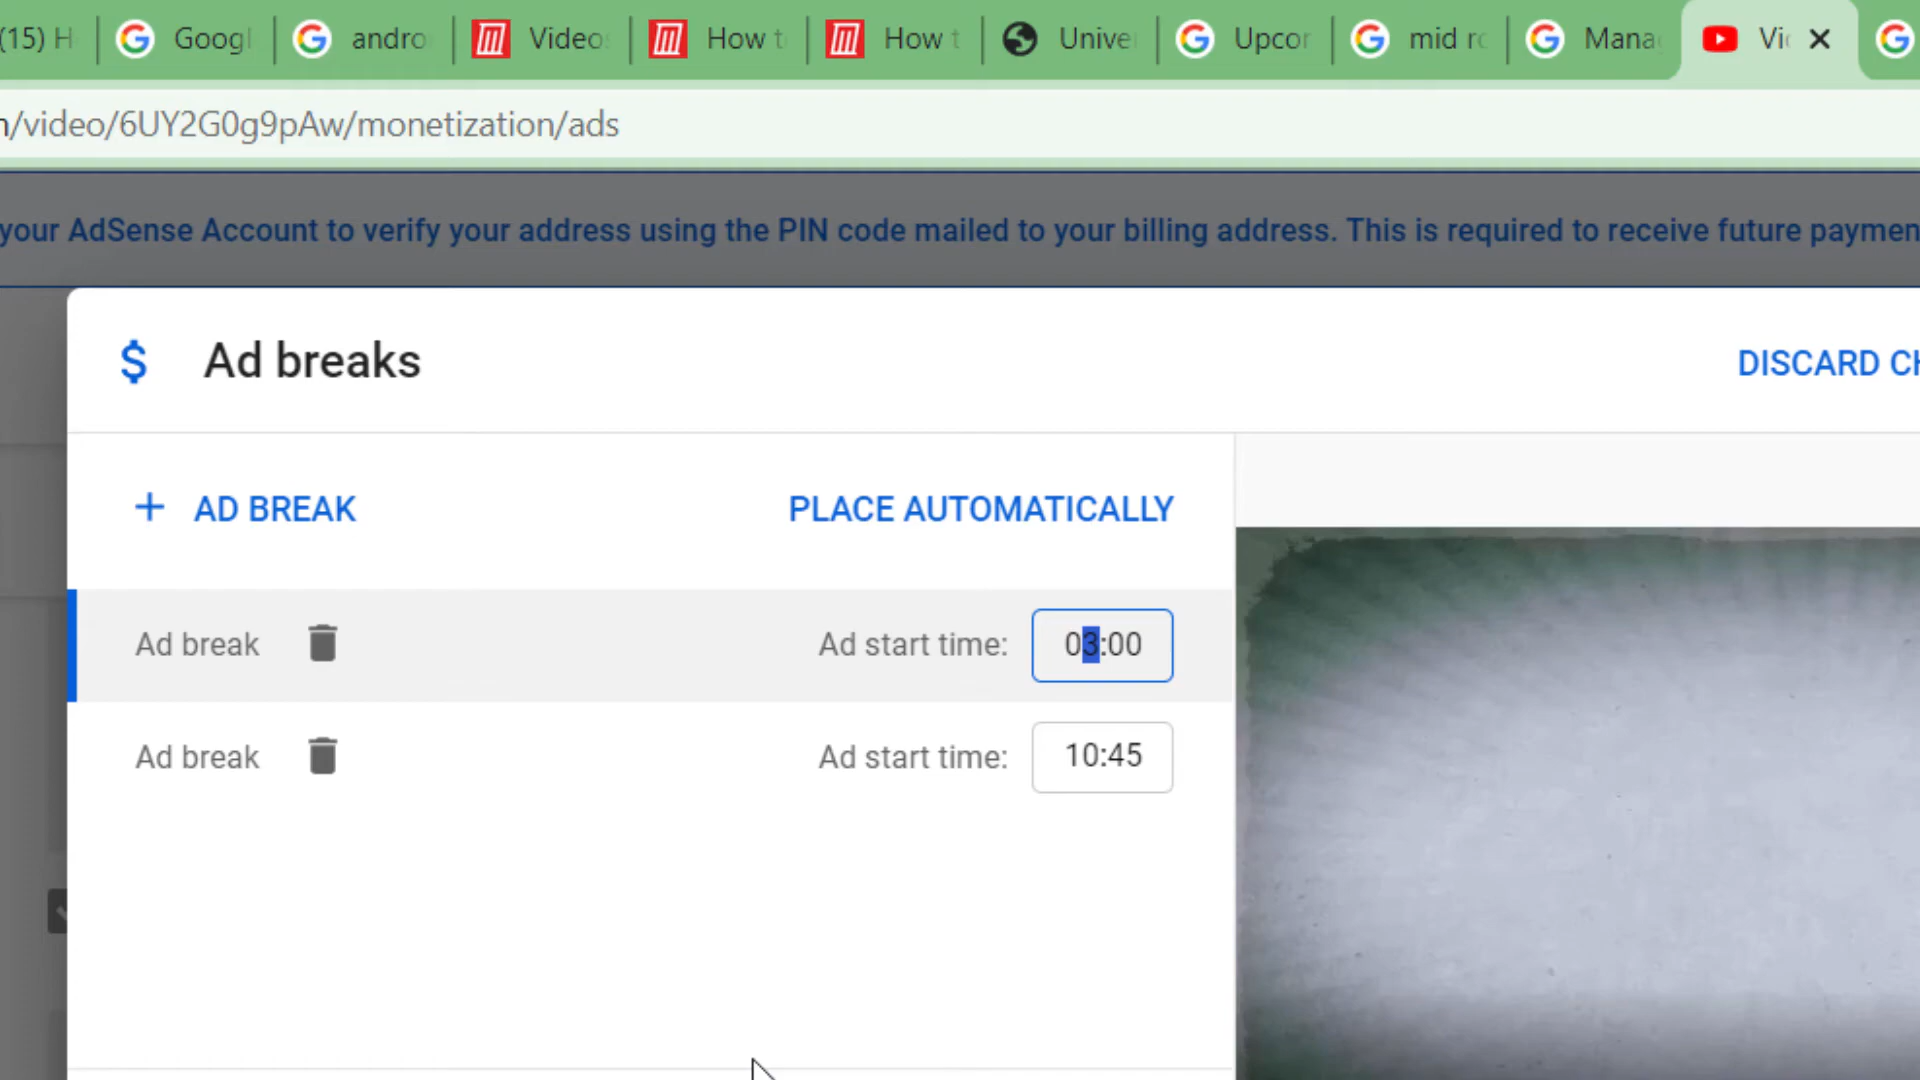 (15) H Googl andro Videos How t How t Unive Upcor mid ro Mana Vi
/video/6UY2G0g9pAw/monetization/ads
your AdSense Account to verify your address using the PIN code mailed to your billing address. This is required to receive future paymen
$ Ad breaks DISCARD CH
+ AD BREAK PLACE AUTOMATICALLY
Ad break Ad start time: 03:00
Ad break Ad start time: 10:45